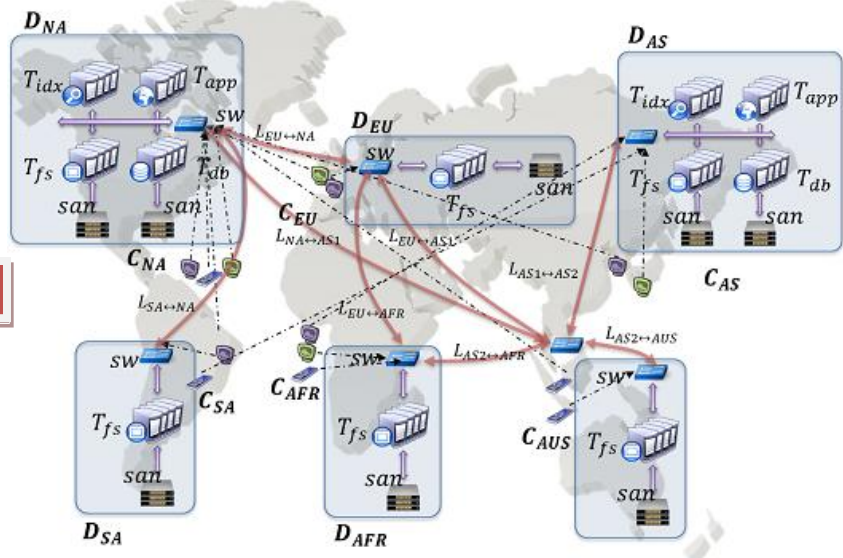 D_NA
T_idx
T_app
sw
T_fs
T_db
san
san
L_EU↔NA
D_EU
sw
T_fs
san
D_AS
T_idx
T_app
T_fs
T_db
san
san
C_EU
L_NA↔AS1
L_EU↔AS1
C_NA
L_SA↔NA
L_EU↔AFR
L_AS1↔AS2
C_AS
sw
C_SA
T_fs
san
D_SA
C_AFR
sw
T_fs
san
D_AFR
L_AS2↔AFR
L_AS2↔AUS
sw
C_AUS
T_fs
san